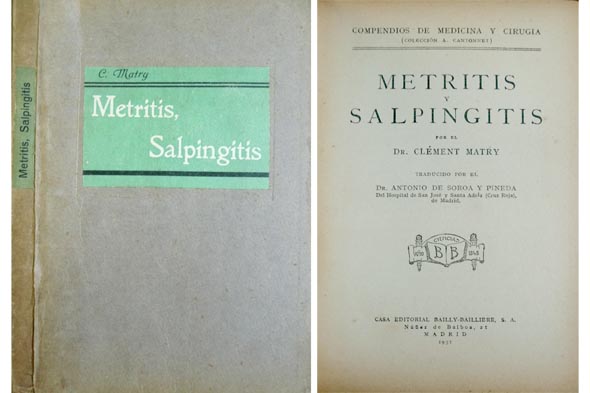 Metritis, Salpingitis
C. Matry
Metritis,
Salpingitis
COMPENDIOS DE MEDICINA Y CIRUGIA
(COLECCIÓN A. CANTONNET)
METRITIS
Y
SALPINGITIS
POR EL
DR. CLÉMENT MATRY
TRADUCIDO POR EL
DR. ANTONIO DE SOROA Y PINEDA
Del Hospital de San José y Santa Adela (Cruz Roja),
de Madrid.
CIENCIAS
B B
CASA EDITORIAL BAILLY-BAILLIERE, S. A.
Núñez de Balboa, 21
MADRID
1931